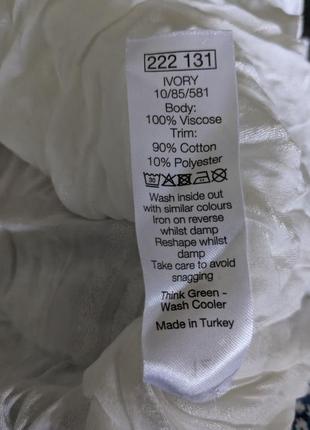 222 131
IVORY
10/85/581
Body:
100% Viscose
Trim:
90% Cotton
10% Polyester
30
Wash inside out
with similar colours
Iron on reverse
whilst damp
Reshape whilst
damp
Take care to avoid
snagging
Think Green -
Wash Cooler
Made in Turkey